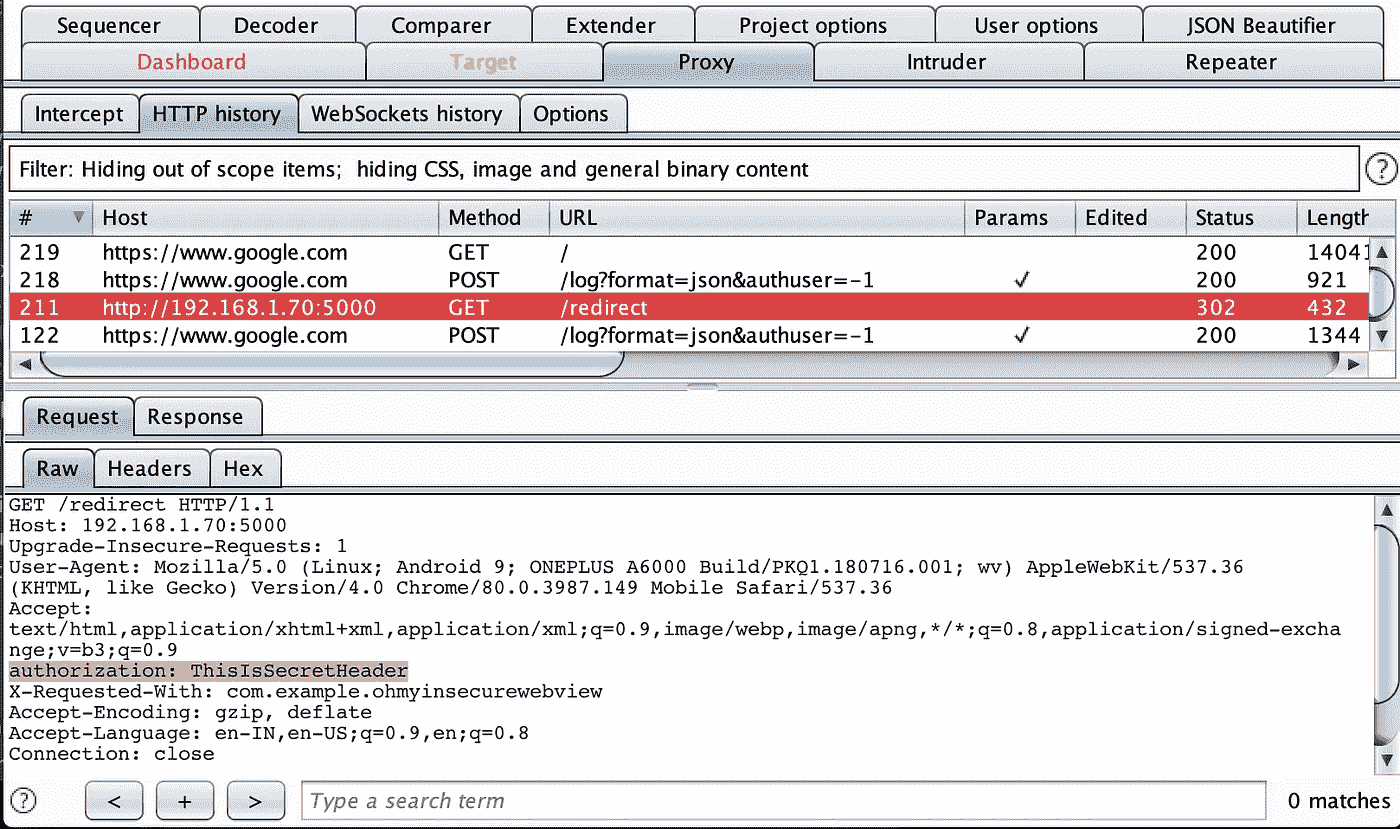 Sequencer Decoder Comparer Extender Project options User options JSON Beautifier
Dashboard Target Proxy Intruder Repeater
Intercept HTTP history WebSockets history Options
Filter: Hiding out of scope items; hiding CSS, image and general binary content ?
# Host Method URL Params Edited Status Length
219 https://www.google.com GET / 200 14041
218 https://www.google.com POST /log?format=json&authuser=-1 ✓ 200 921
211 http://192.168.1.70:5000 GET /redirect 302 432
122 https://www.google.com POST /log?format=json&authuser=-1 ✓ 200 1344
Request Response
Raw Headers Hex
GET /redirect HTTP/1.1
Host: 192.168.1.70:5000
Upgrade-Insecure-Requests: 1
User-Agent: Mozilla/5.0 (Linux; Android 9; ONEPLUS A6000 Build/PKQ1.180716.001; wv) AppleWebKit/537.36
(KHTML, like Gecko) Version/4.0 Chrome/80.0.3987.149 Mobile Safari/537.36
Accept:
text/html,application/xhtml+xml,application/xml;q=0.9,image/webp,image/apng,*/*;q=0.8,application/signed-excha
nge;v=b3;q=0.9
authorization: ThisIsSecretHeader
X-Requested-With: com.example.ohmyinsecurewebview
Accept-Encoding: gzip, deflate
Accept-Language: en-IN,en-US;q=0.9,en;q=0.8
Connection: close
? < + > Type a search term 0 matches